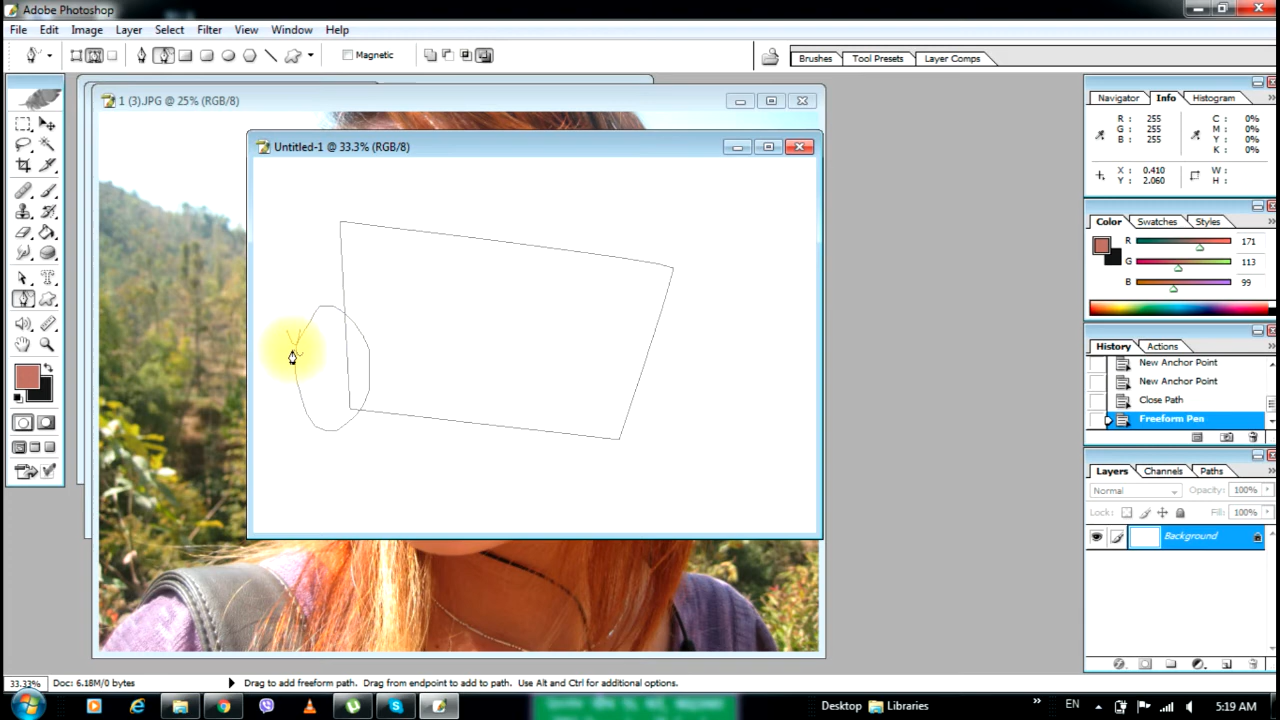 Adobe Photoshop
File Edit Image Layer Select Filter View Window Help
Magnetic
Brushes Tool Presets Layer Comps
1 (3).JPG @ 25% (RGB/8)
Untitled-1 @ 33.3% (RGB/8)
Navigator Info Histogram
R : 255
G : 255
B : 255
C : 0%
M : 0%
Y : 0%
K : 0%
X : 0.410
Y : 2.060
W :
H :
Color Swatches Styles
R 171
G 113
B 99
History Actions
New Anchor Point
New Anchor Point
Close Path
Freeform Pen
Layers Channels Paths
Normal Opacity: 100%
Lock: Fill: 100%
Background
33.33% Doc: 6.18M/0 bytes Drag to add freeform path. Drag from endpoint to add to path. Use Alt and Ctrl for additional options.
Desktop Libraries EN 5:19 AM